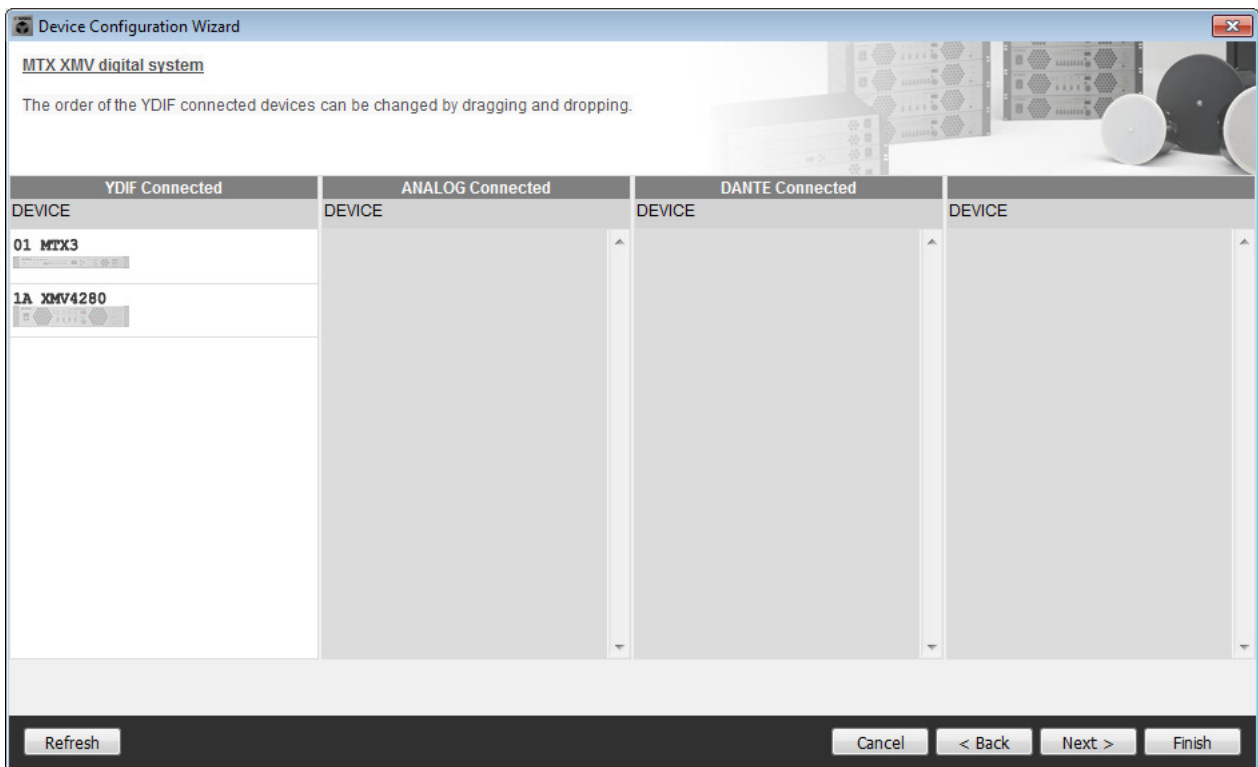 Device Configuration Wizard
MTX XMV digital system
The order of the YDIF connected devices can be changed by dragging and dropping.
YDIF Connected
ANALOG Connected
DANTE Connected
DEVICE
DEVICE
DEVICE
DEVICE
01 MTX3
1A XMV4280
Refresh
Cancel
< Back
Next >
Finish